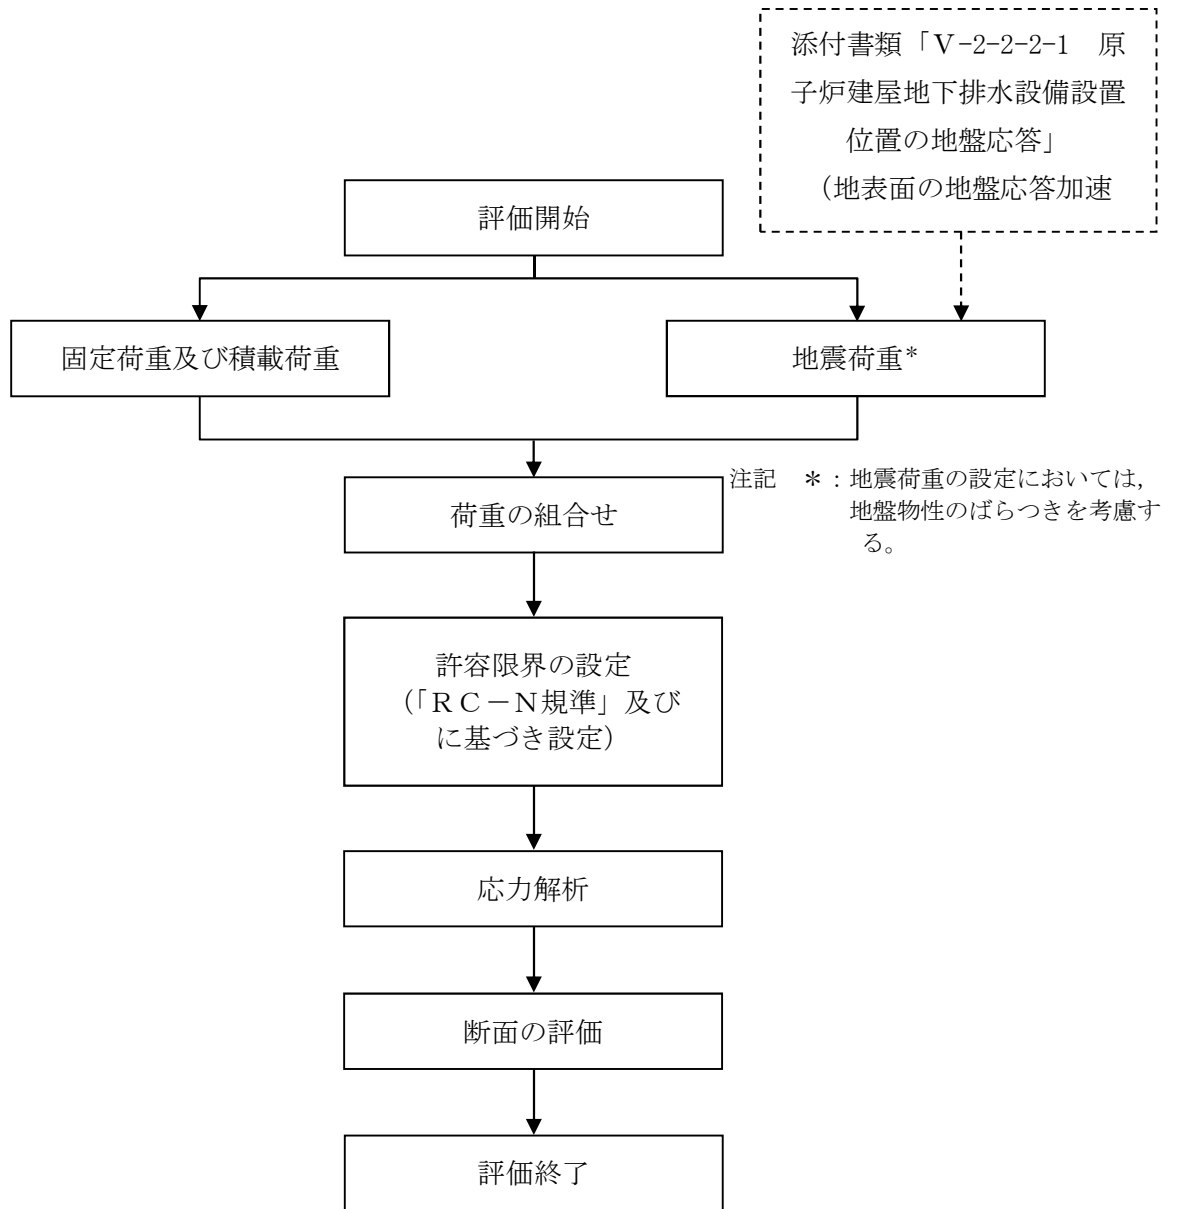 添付書類「Ⅴ-2-2-2-1　原
子炉建屋地下排水設備設置
位置の地盤応答」
（地表面の地盤応答加速
評価開始
固定荷重及び積載荷重
地震荷重*
注記　＊：地震荷重の設定においては,
地盤物性のばらつきを考慮す
る。
荷重の組合せ
許容限界の設定
（「ＲＣ－Ｎ規準」及び
に基づき設定）
応力解析
断面の評価
評価終了